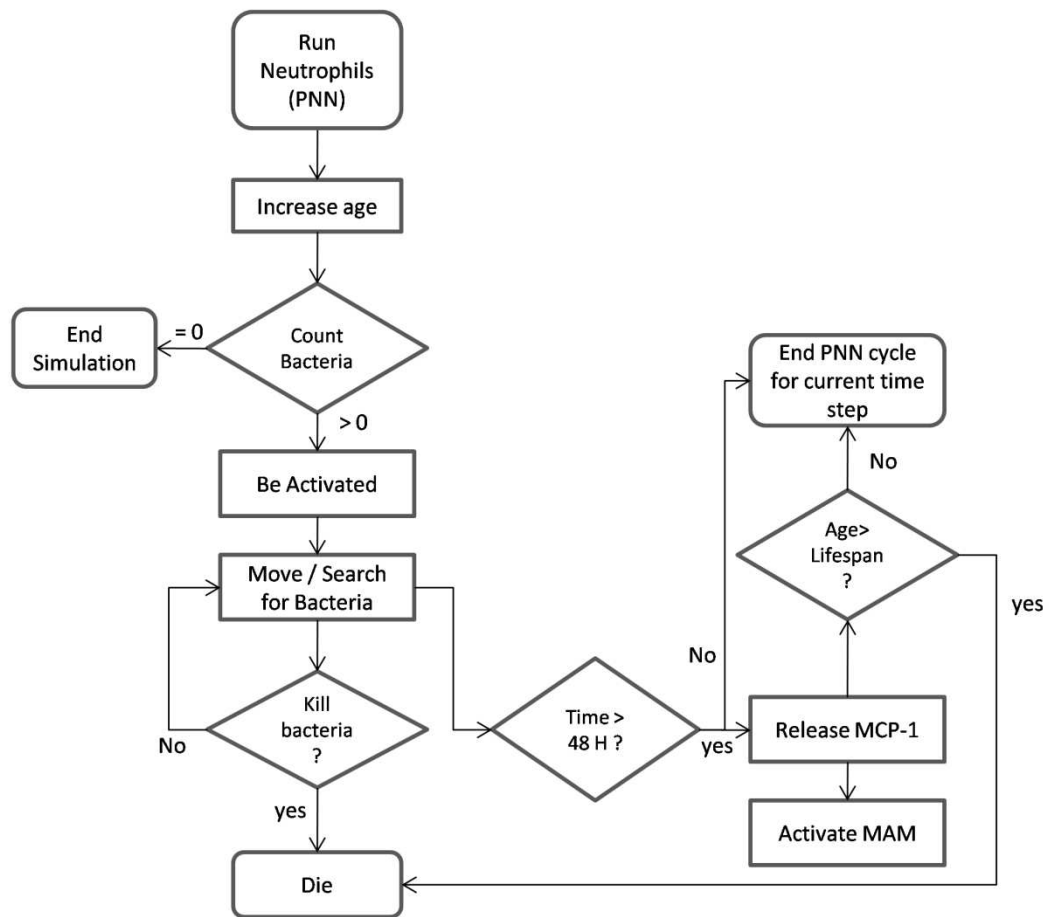 Run
Neutrophils
(PNN)
Increase age
Count
Bacteria
= 0
End
Simulation
> 0
Be Activated
Move / Search
for Bacteria
Kill
bacteria
?
No
yes
Die
Time >
48 H ?
No
yes
Release MCP-1
Activate MAM
Age>
Lifespan
?
No
yes
End PNN cycle
for current time
step